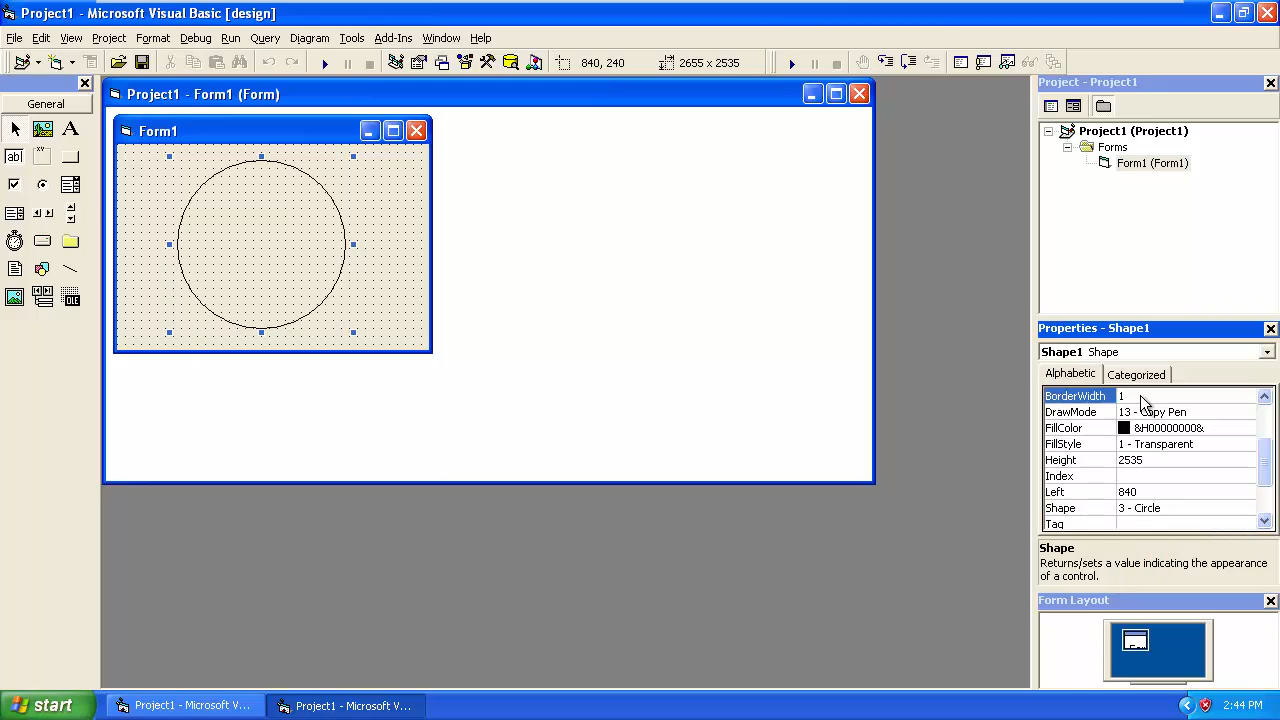 Project1 - Microsoft Visual Basic [design]
File Edit View Project Format Debug Run Query Diagram Tools Add-Ins Window Help
840, 240 2655 x 2535
General
A
ab|
xy
OLE
Project1 - Form1 (Form)
Form1
Project - Project1
Project1 (Project1)
Forms
Form1 (Form1)
Properties - Shape1
Shape1 Shape
Alphabetic Categorized
BorderWidth 1
DrawMode 13 - Copy Pen
FillColor &H00000000&
FillStyle 1 - Transparent
Height 2535
Index
Left 840
Shape 3 - Circle
Tag
Shape
Returns/sets a value indicating the appearance
of a control.
Form Layout
start Project1 - Microsoft V... Project1 - Microsoft V... 2:44 PM